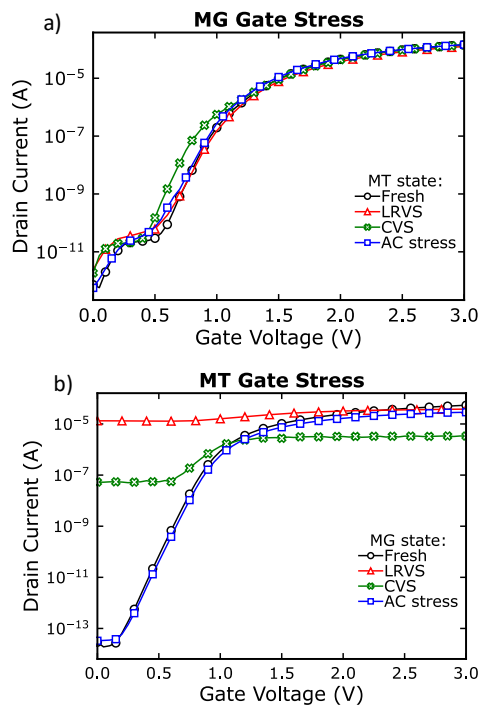 a)
MG Gate Stress
Drain Current (A)
10⁻⁵
10⁻⁷
10⁻⁹
10⁻¹¹
MT state:
Fresh
LRVS
CVS
AC stress
0.0 0.5 1.0 1.5 2.0 2.5 3.0
Gate Voltage (V)
b)
MT Gate Stress
Drain Current (A)
10⁻⁵
10⁻⁷
10⁻⁹
10⁻¹¹
10⁻¹³
MG state:
Fresh
LRVS
CVS
AC stress
0.0 0.5 1.0 1.5 2.0 2.5 3.0
Gate Voltage (V)